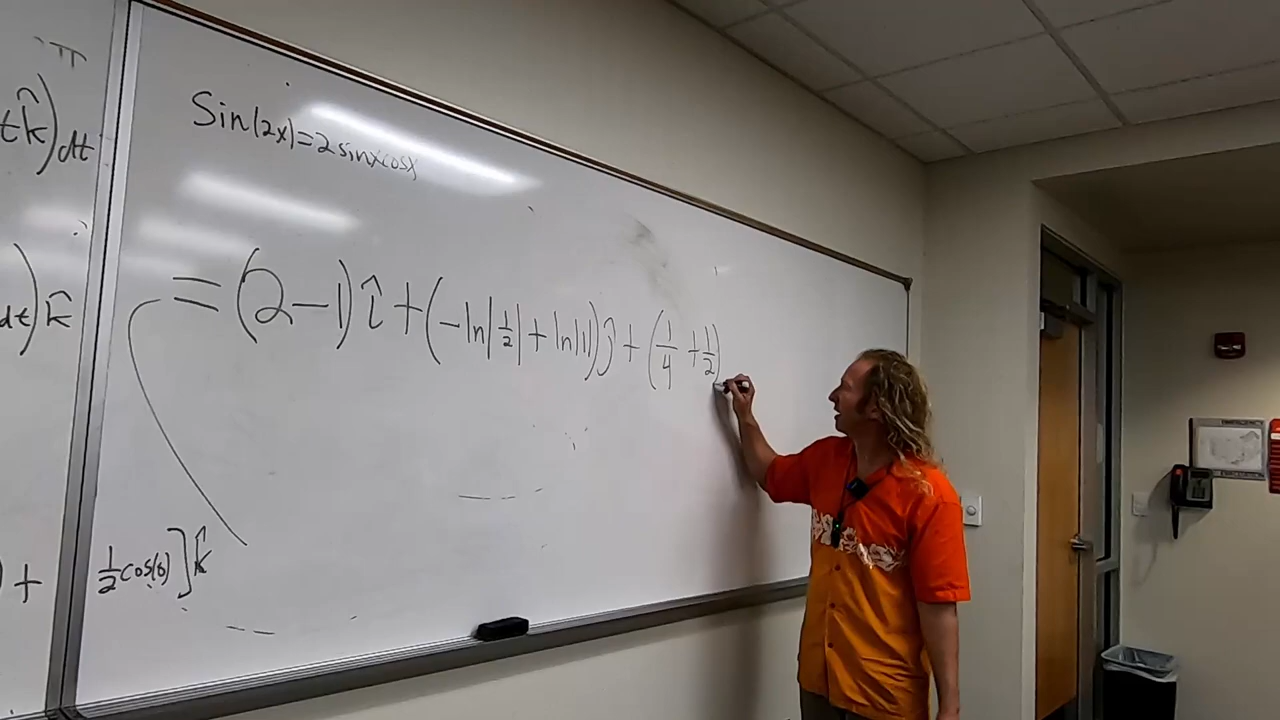 π
tk̂)dt
Sin(2x)=2sinxcosx
dt)k̂
=(2-1)î+(-ln|1/2|+ln|1|)ĵ+(1/4+1/2)
)+ 1/2cos(0)]k̂